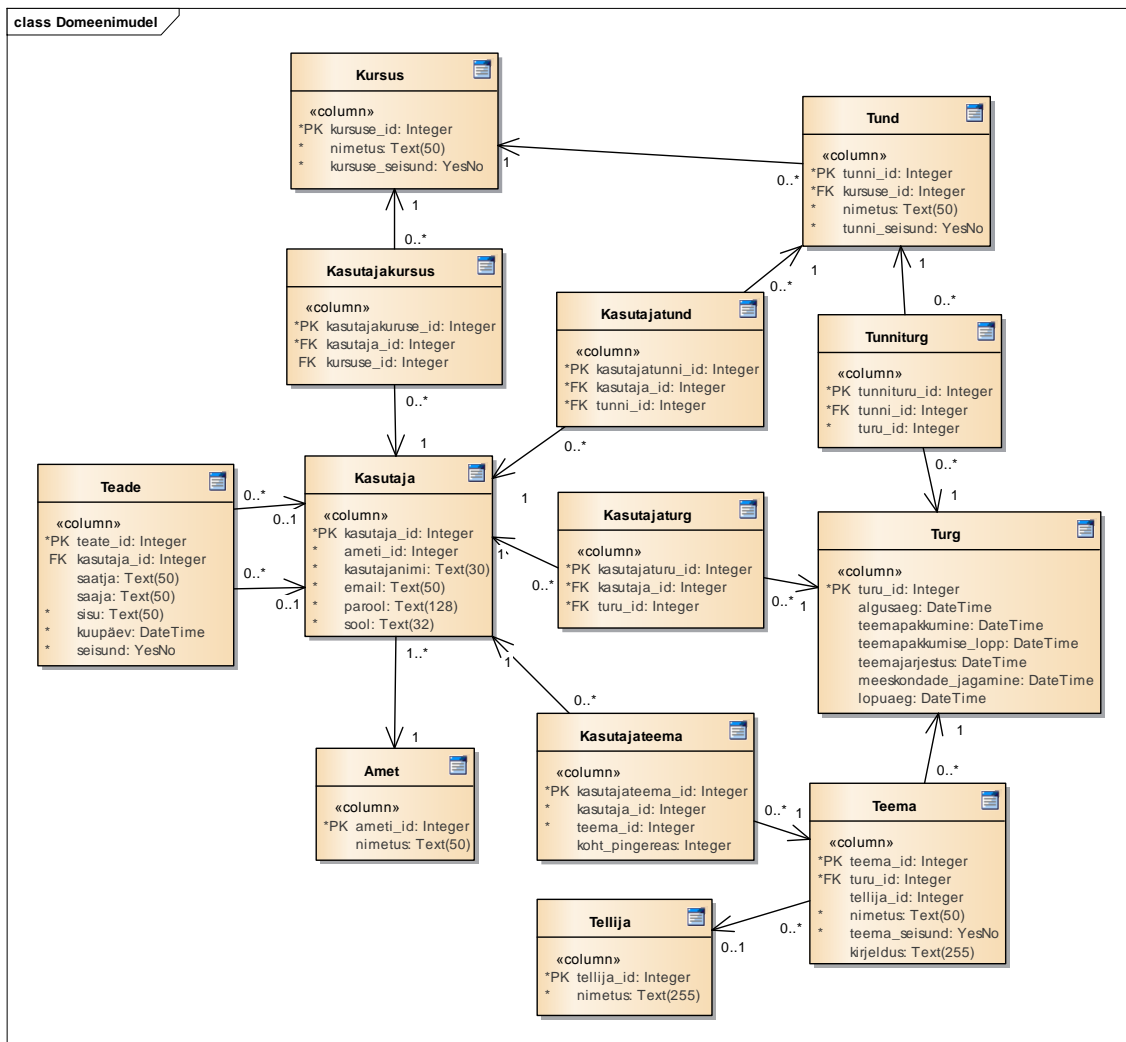 class Domeenimudel
Kursus
«column»
*PK kursuse_id: Integer
* nimetus: Text(50)
* kursuse_seisund: YesNo
Tund
«column»
*PK tunni_id: Integer
*FK kursuse_id: Integer
* nimetus: Text(50)
* tunni_seisund: YesNo
1
0..*
1
0..*
Kasutajakursus
«column»
*PK kasutajakuruse_id: Integer
*FK kasutaja_id: Integer
FK kursuse_id: Integer
0..*
1
Kasutajatund
«column»
*PK kasutajatunni_id: Integer
*FK kasutaja_id: Integer
*FK tunni_id: Integer
1
0..*
0..*
1
Tunniturg
«column»
*PK tunnituru_id: Integer
*FK tunni_id: Integer
* turu_id: Integer
1
0..*
0..*
1
Teade
«column»
*PK teate_id: Integer
FK kasutaja_id: Integer
saatja: Text(50)
saaja: Text(50)
* sisu: Text(50)
* kuupäev: DateTime
* seisund: YesNo
0..*
0..1
0..*
0..1
Kasutaja
«column»
*PK kasutaja_id: Integer
* ameti_id: Integer
* kasutajanimi: Text(30)
* email: Text(50)
* parool: Text(128)
* sool: Text(32)
Kasutajaturg
«column»
*PK kasutajaturu_id: Integer
*FK kasutaja_id: Integer
*FK turu_id: Integer
1
0..*
0..*
1
Turg
«column»
*PK turu_id: Integer
algusaeg: DateTime
teemapakkumine: DateTime
teemapakkumise_lopp: DateTime
teemajarjestus: DateTime
meeskondade_jagamine: DateTime
lopuaeg: DateTime
1..*
1
Amet
«column»
*PK ameti_id: Integer
nimetus: Text(50)
1
0..*
Kasutajateema
«column»
*PK kasutajateema_id: Integer
* kasutaja_id: Integer
* teema_id: Integer
koht_pingereas: Integer
0..*
1
1
0..*
Teema
«column»
*PK teema_id: Integer
*FK turu_id: Integer
tellija_id: Integer
* nimetus: Text(50)
* teema_seisund: YesNo
kirjeldus: Text(255)
0..*
0..1
Tellija
«column»
*PK tellija_id: Integer
* nimetus: Text(255)